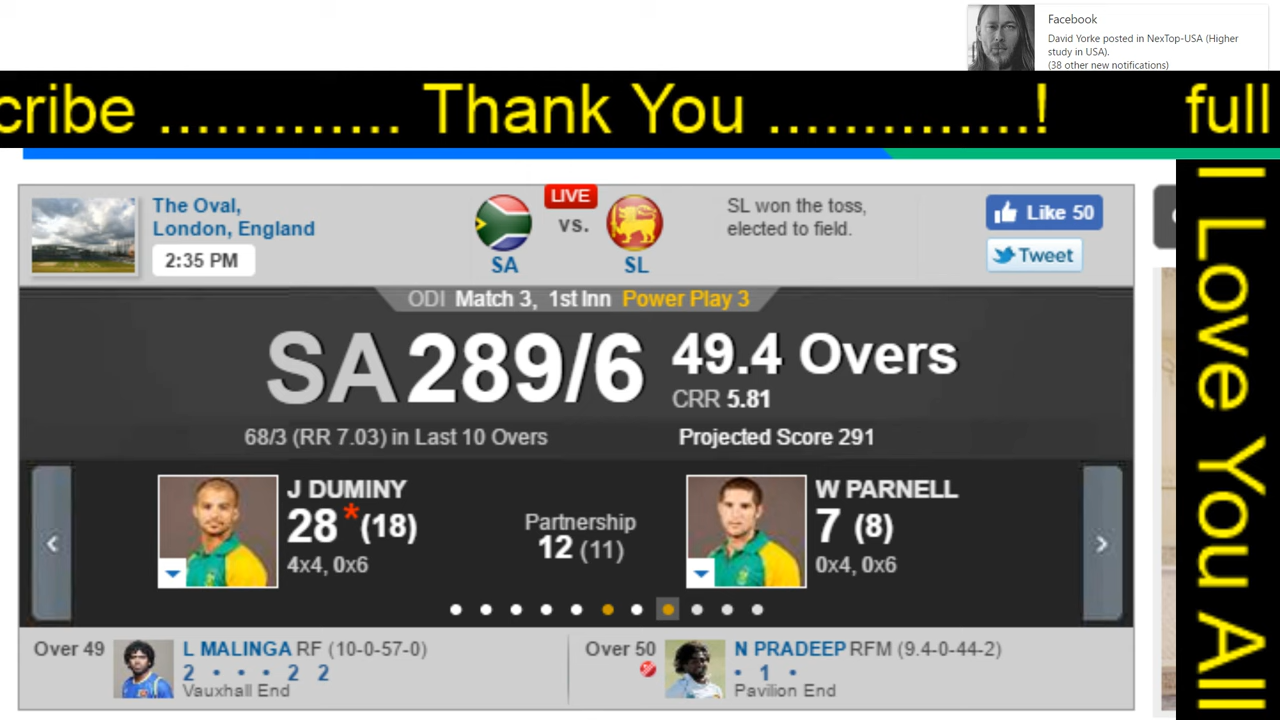 Facebook
David Yorke posted in NexTop-USA (Higher
study in USA).
(38 other new notifications)
cribe ............. Thank You ..............! full
I Love You All
The Oval,
London, England
2:35 PM
LIVE
vs.
SA
SL
SL won the toss,
elected to field.
Like 50
Tweet
ODI Match 3, 1st Inn Power Play 3
SA 289/6
49.4 Overs
CRR 5.81
68/3 (RR 7.03) in Last 10 Overs
Projected Score 291
J DUMINY
28*(18)
4x4, 0x6
Partnership
12 (11)
W PARNELL
7 (8)
0x4, 0x6
Over 49
L MALINGA RF (10-0-57-0)
2 • • • 2 2
Vauxhall End
Over 50
N PRADEEP RFM (9.4-0-44-2)
• 1 •
Pavilion End